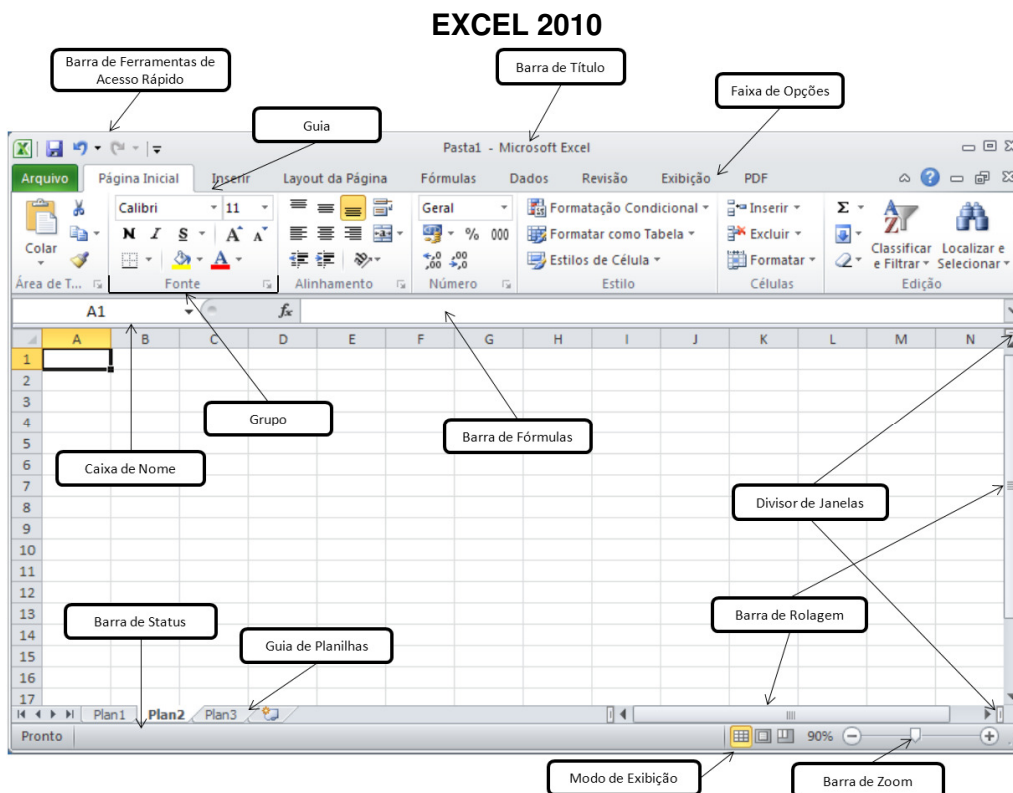 EXCEL 2010
Barra de Ferramentas de
Acesso Rápido
Barra de Título
Faixa de Opções
Guia
Pasta1 - Microsoft Excel
Arquivo Página Inicial Inserir Layout da Página Fórmulas Dados Revisão Exibição PDF
Calibri 11
Geral
Formatação Condicional
Inserir
Σ
N I S A A
% 000
Formatar como Tabela
Excluir
Colar
Classificar
e Filtrar
Localizar e
Selecionar
A
,00 ,00
Estilos de Célula
Formatar
Área de T... Fonte Alinhamento Número Estilo Células Edição
A1 fx
A B C D E F G H I J K L M N
1
2
3
4
Grupo
Barra de Fórmulas
5
6
Caixa de Nome
7
8
Divisor de Janelas
9
10
11
12
13
Barra de Status
Barra de Rolagem
14
Guia de Planilhas
15
16
17
Plan1 Plan2 Plan3
Pronto 90%
Modo de Exibição
Barra de Zoom